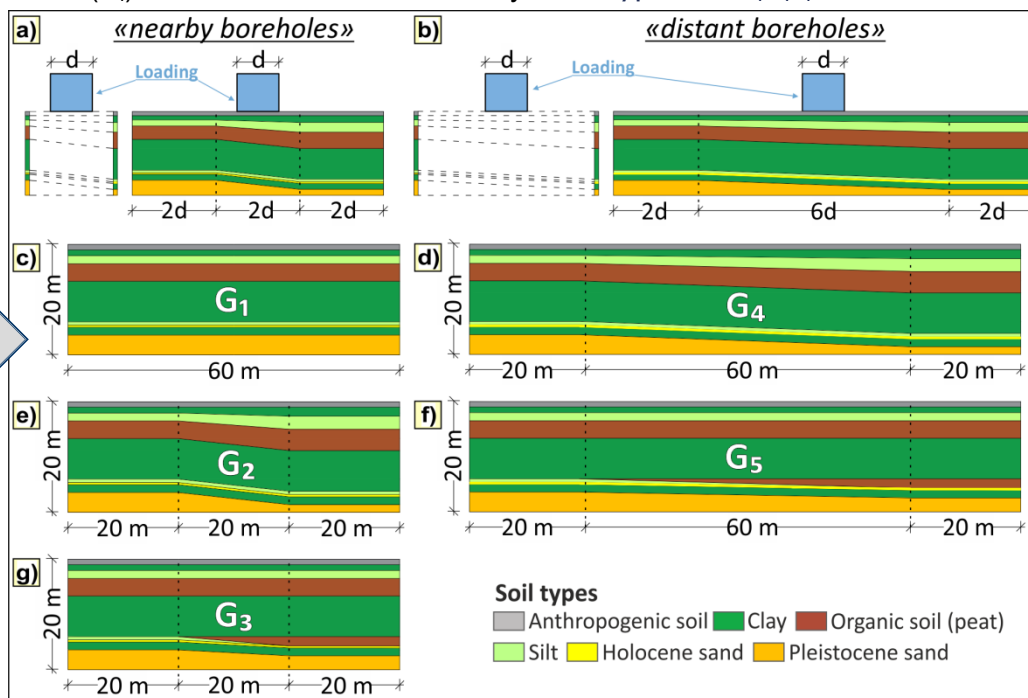 a)
«nearby boreholes»
b)
«distant boreholes»
d
Loading
d
d
Loading
d
2d
2d
2d
2d
6d
2d
c)
20 m
G1
60 m
d)
20 m
G4
20 m
60 m
20 m
e)
20 m
G2
20 m
20 m
20 m
f)
20 m
G5
20 m
60 m
20 m
g)
20 m
G3
20 m
20 m
20 m
Soil types
Anthropogenic soil
Clay
Organic soil (peat)
Silt
Holocene sand
Pleistocene sand